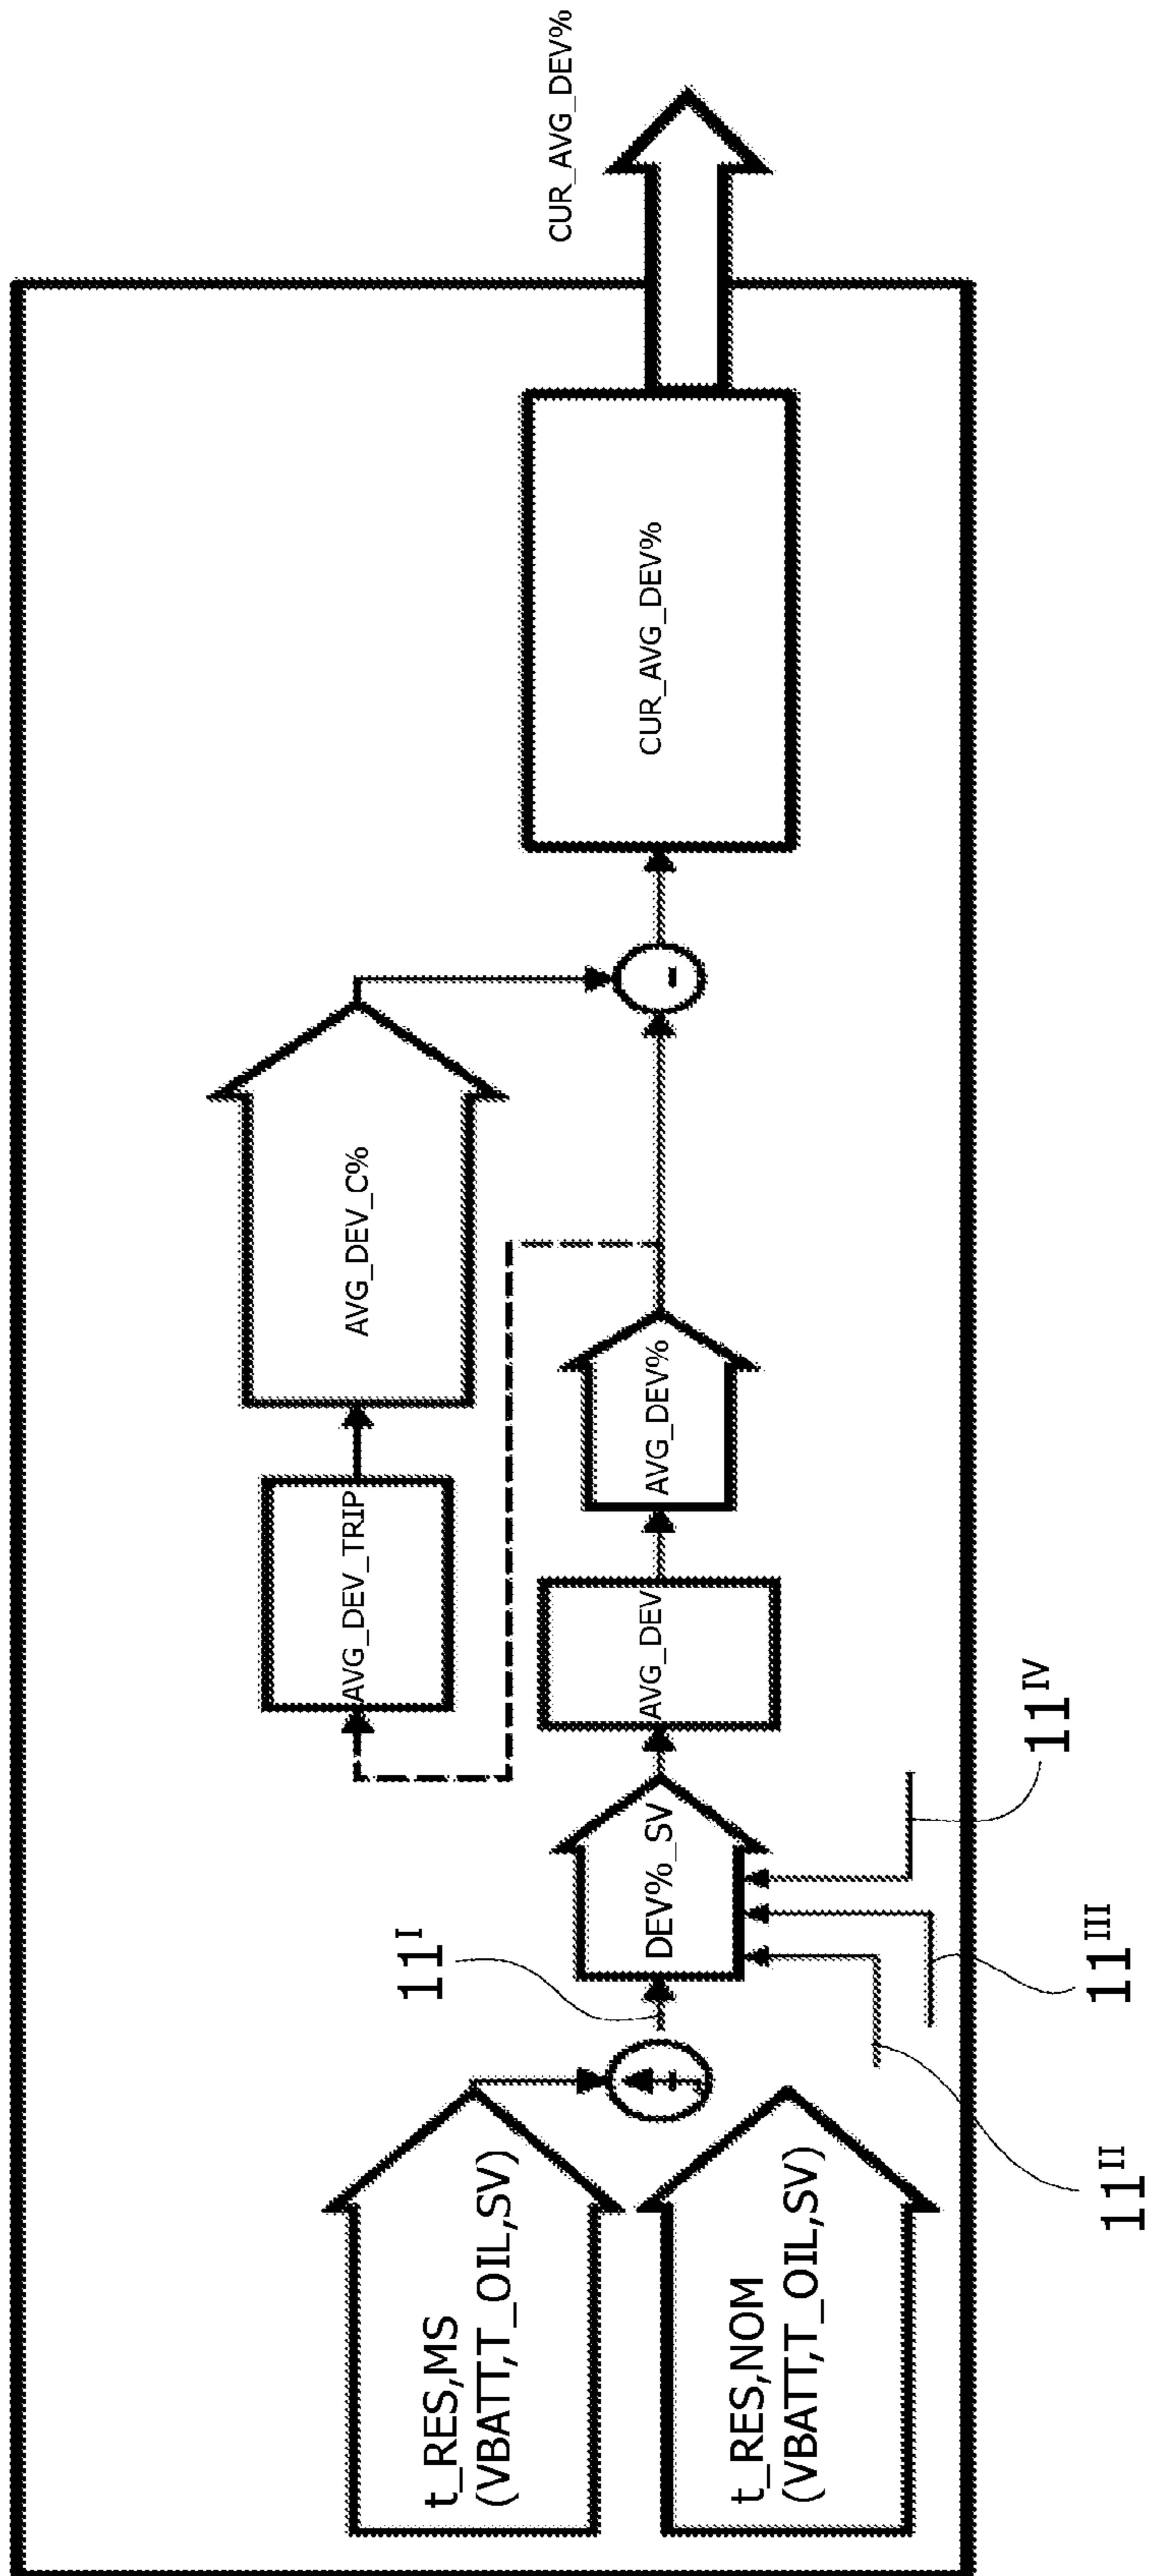 t_RES,MS
(VBATT,T_OIL,SV)
t_RES,NOM
(VBATT,T_OIL,SV)
-
11^I
11^II
11^III
11^IV
DEV%_SV
AVG_DEV
AVG_DEV%
AVG_DEV_TRIP
AVG_DEV_C%
-
CUR_AVG_DEV%
CUR_AVG_DEV%